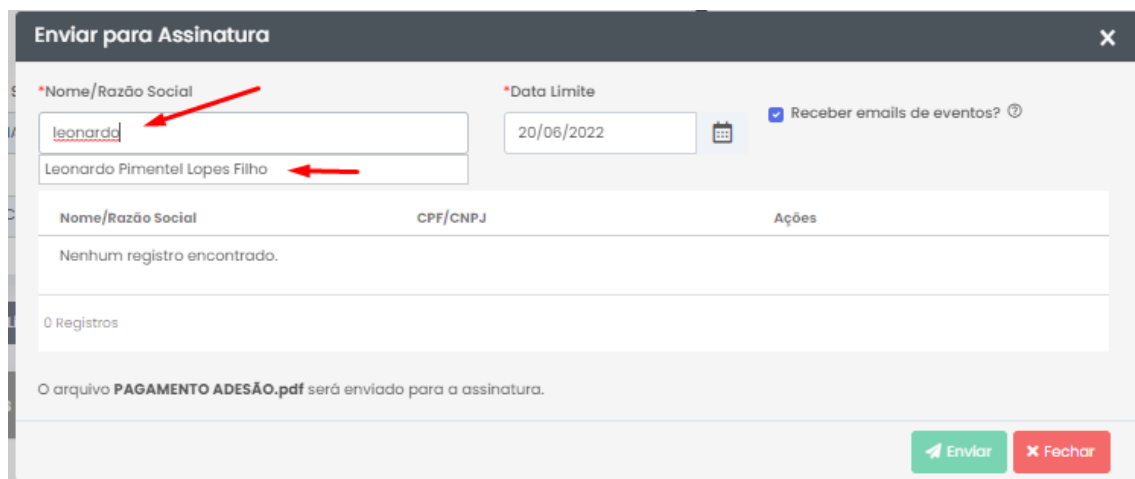 Enviar para Assinatura
*Nome/Razão Social
*Data Limite
leonardo
20/06/2022
Receber emails de eventos?
Leonardo Pimentel Lopes Filho
Nome/Razão Social CPF/CNPJ Ações
Nenhum registro encontrado.
0 Registros
O arquivo PAGAMENTO ADESÃO.pdf será enviado para a assinatura.
Enviar
Fechar